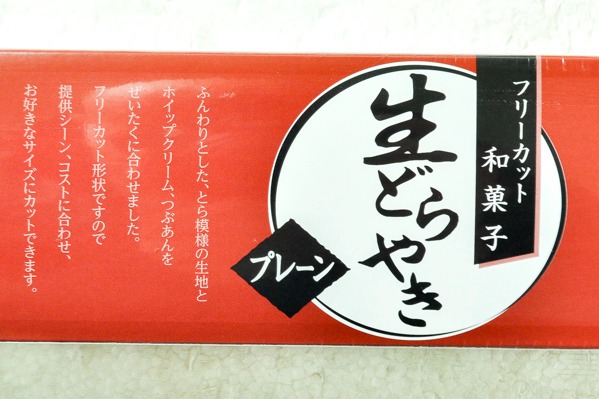 フリーカット
和菓子
生どらやき
プレーン
ふんわりとした、とら模様の生地と
ホイップクリーム、つぶあんを
ぜいたくに合わせました。
フリーカット形状ですので
提供シーン、コストに合わせ、
お好きなサイズにカットできます。